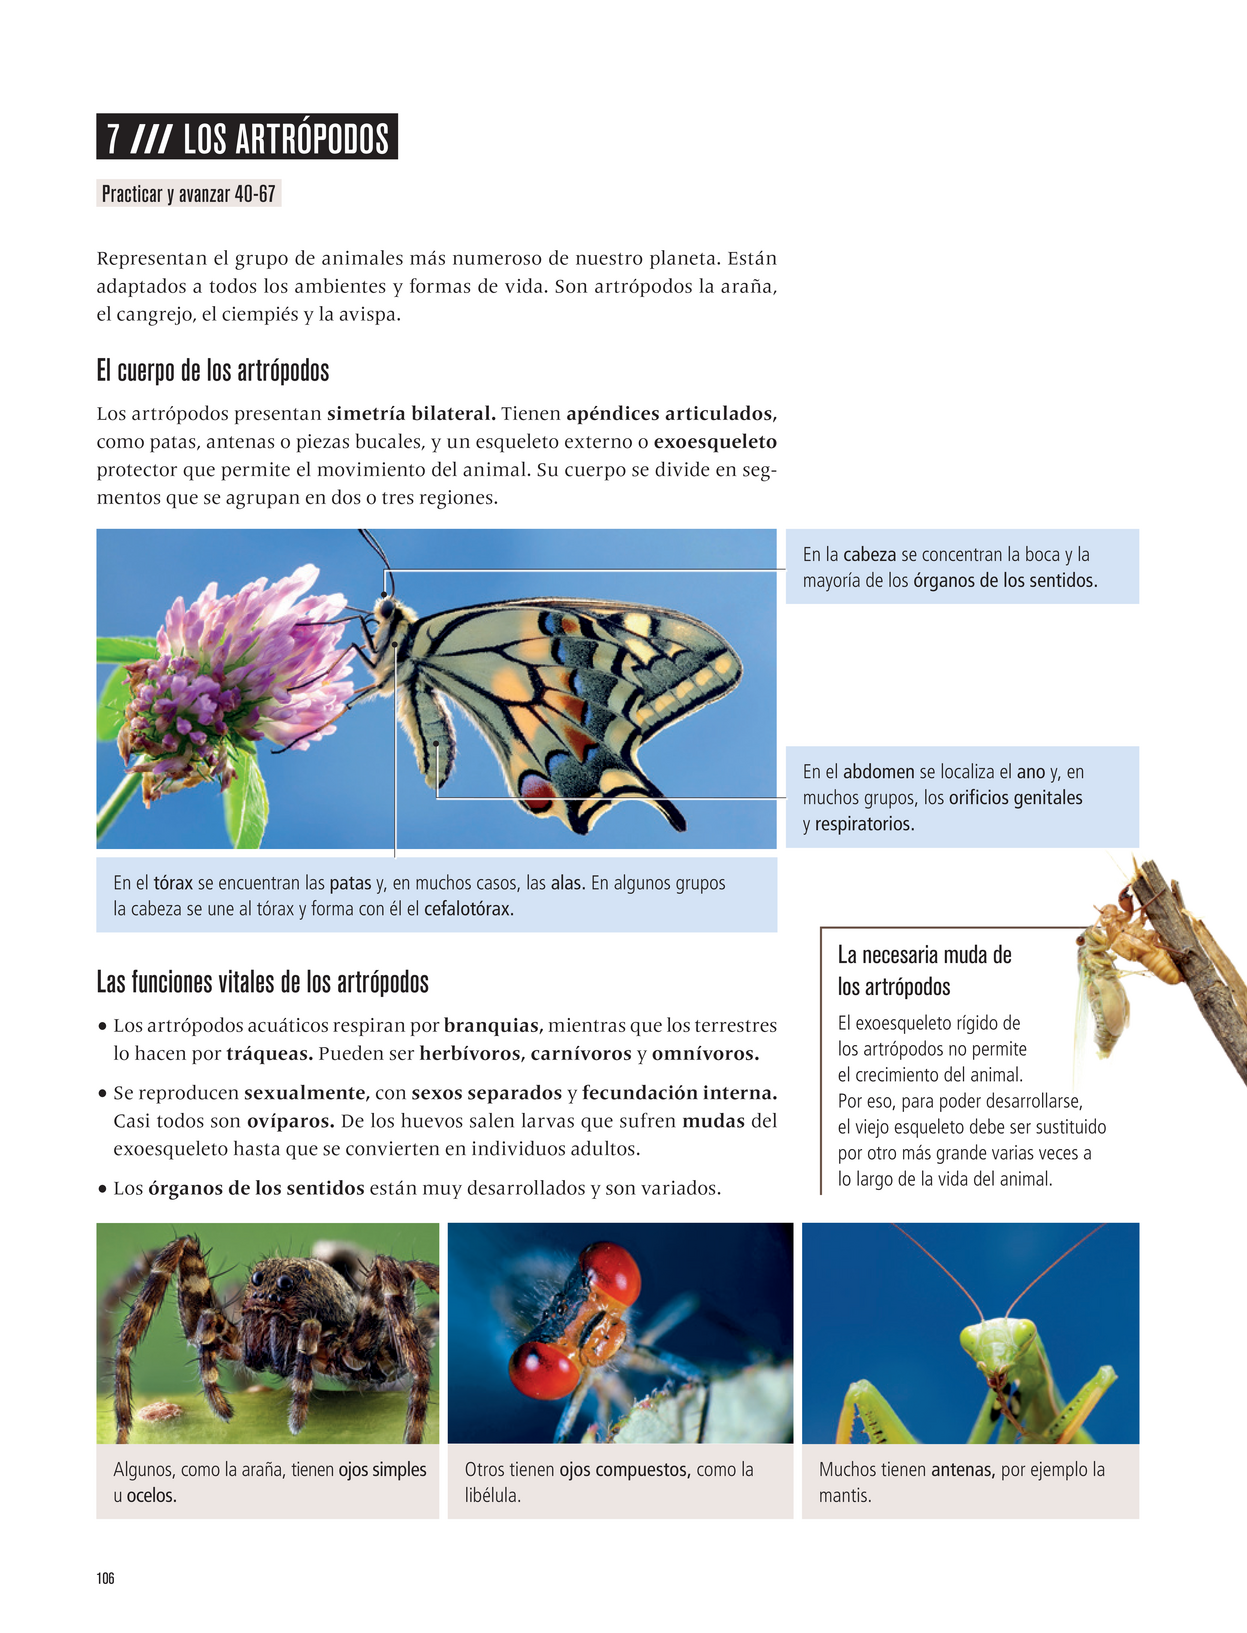 7 /// LOS ARTRÓPODOS
Practicar y avanzar 40-67
Representan el grupo de animales más numeroso de nuestro planeta. Están
adaptados a todos los ambientes y formas de vida. Son artrópodos la araña,
el cangrejo, el ciempiés y la avispa.
El cuerpo de los artrópodos
Los artrópodos presentan simetría bilateral. Tienen apéndices articulados,
como patas, antenas o piezas bucales, y un esqueleto externo o exoesqueleto
protector que permite el movimiento del animal. Su cuerpo se divide en seg-
mentos que se agrupan en dos o tres regiones.
En la cabeza se concentran la boca y la
mayoría de los órganos de los sentidos.
En el abdomen se localiza el ano y, en
muchos grupos, los orificios genitales
y respiratorios.
En el tórax se encuentran las patas y, en muchos casos, las alas. En algunos grupos
la cabeza se une al tórax y forma con él el cefalotórax.
Las funciones vitales de los artrópodos
• Los artrópodos acuáticos respiran por branquias, mientras que los terrestres
lo hacen por tráqueas. Pueden ser herbívoros, carnívoros y omnívoros.
• Se reproducen sexualmente, con sexos separados y fecundación interna.
Casi todos son ovíparos. De los huevos salen larvas que sufren mudas del
exoesqueleto hasta que se convierten en individuos adultos.
• Los órganos de los sentidos están muy desarrollados y son variados.
La necesaria muda de
los artrópodos
El exoesqueleto rígido de
los artrópodos no permite
el crecimiento del animal.
Por eso, para poder desarrollarse,
el viejo esqueleto debe ser sustituido
por otro más grande varias veces a
lo largo de la vida del animal.
Algunos, como la araña, tienen ojos simples
u ocelos.
Otros tienen ojos compuestos, como la
libélula.
Muchos tienen antenas, por ejemplo la
mantis.
106